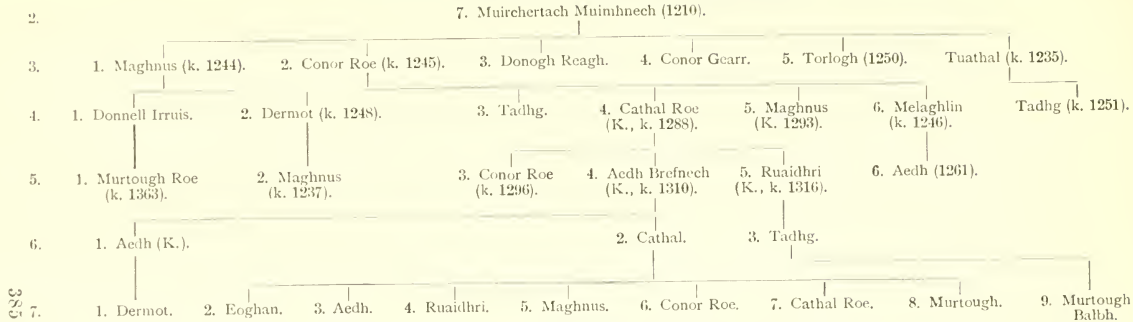 2. 7. Muirchertach Muimhnech (1210).
3. 1. Maghnus (k. 1244). 2. Conor Roe (k. 1245). 3. Donogh Reagh. 4. Conor Gearr. 5. Torlogh (1250). Tuathal (k. 1235).
4. 1. Donnell Irruis. 2. Dermot (k. 1248). 3. Tadhg. 4. Cathal Roe 5. Maghnus 6. Melaghlin Tadhg (k. 1251).
(K., k. 1288). (K. 1293). (k. 1246).
5. 1. Murtough Roe 2. Maghnus 3. Conor Roe 4. Aedh Brefnech 5. Ruaidhri 6. Aedh (1261).
(k. 1363). (k. 1237). (k. 1296). (K., k. 1310). (K., k. 1316).
6. 1. Aedh (K.). 2. Cathal. 3. Tadhg.
7. 1. Dermot. 2. Eoghan. 3. Aedh. 4. Ruaidhri. 5. Maghnus. 6. Conor Roe. 7. Cathal Roe. 8. Murtough. 9. Murtough
Balbh.
385